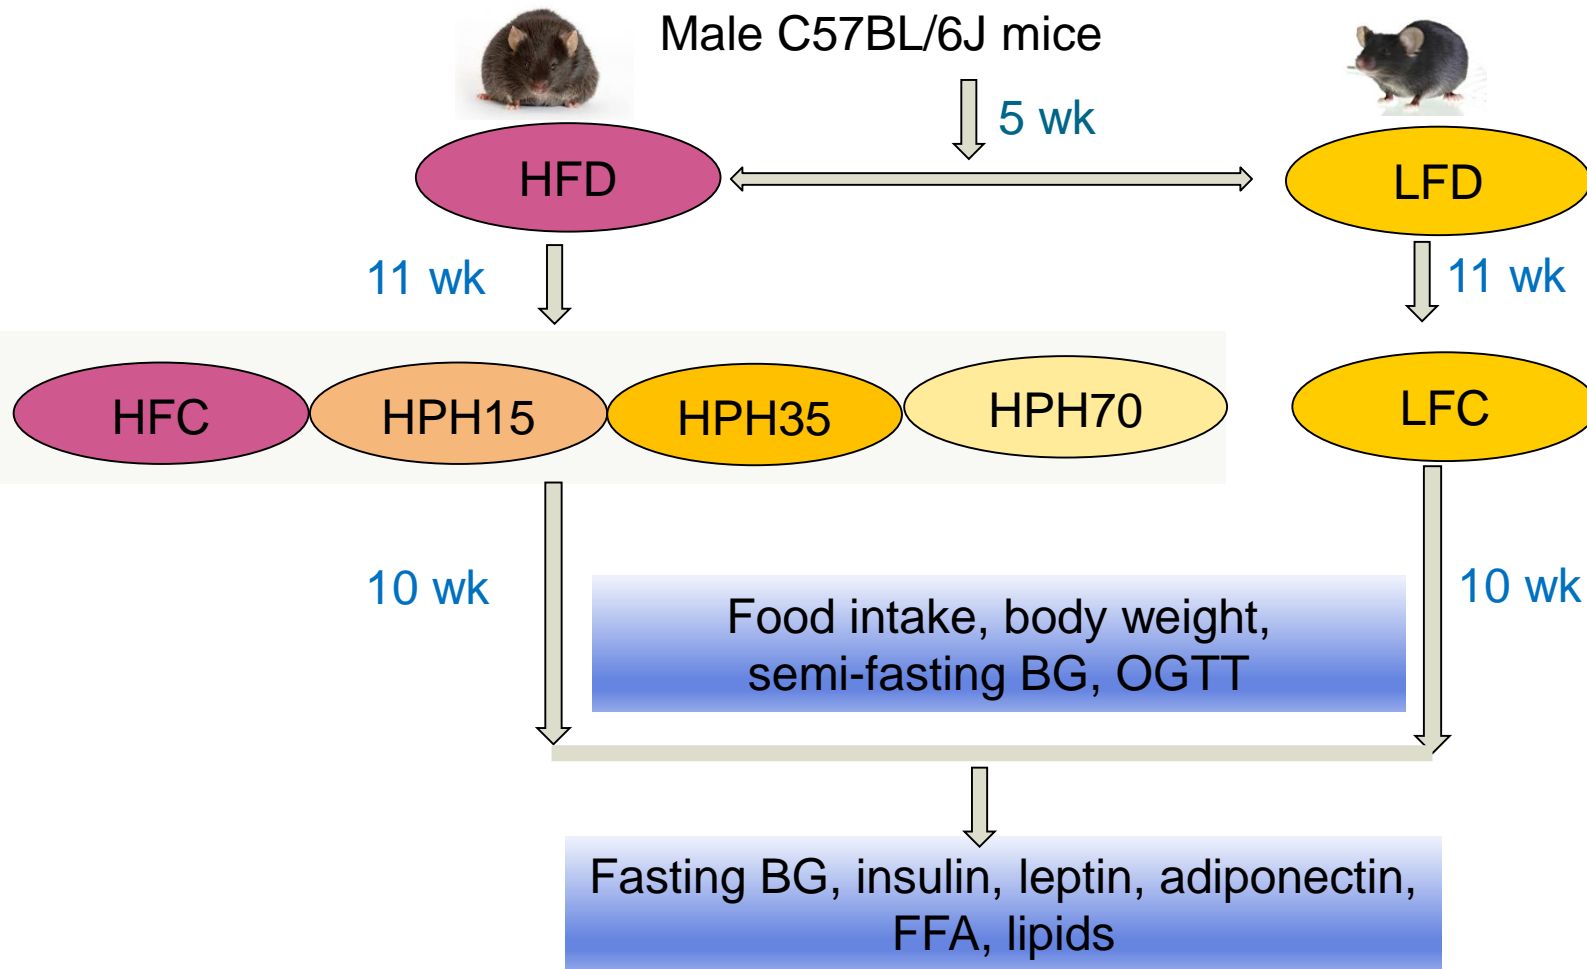 Male C57BL/6J mice
5 wk
HFD
LFD
11 wk
11 wk
HFC
HPH15
HPH35
HPH70
LFC
10 wk
10 wk
Food intake, body weight,
semi-fasting BG, OGTT
Fasting BG, insulin, leptin, adiponectin,
FFA, lipids